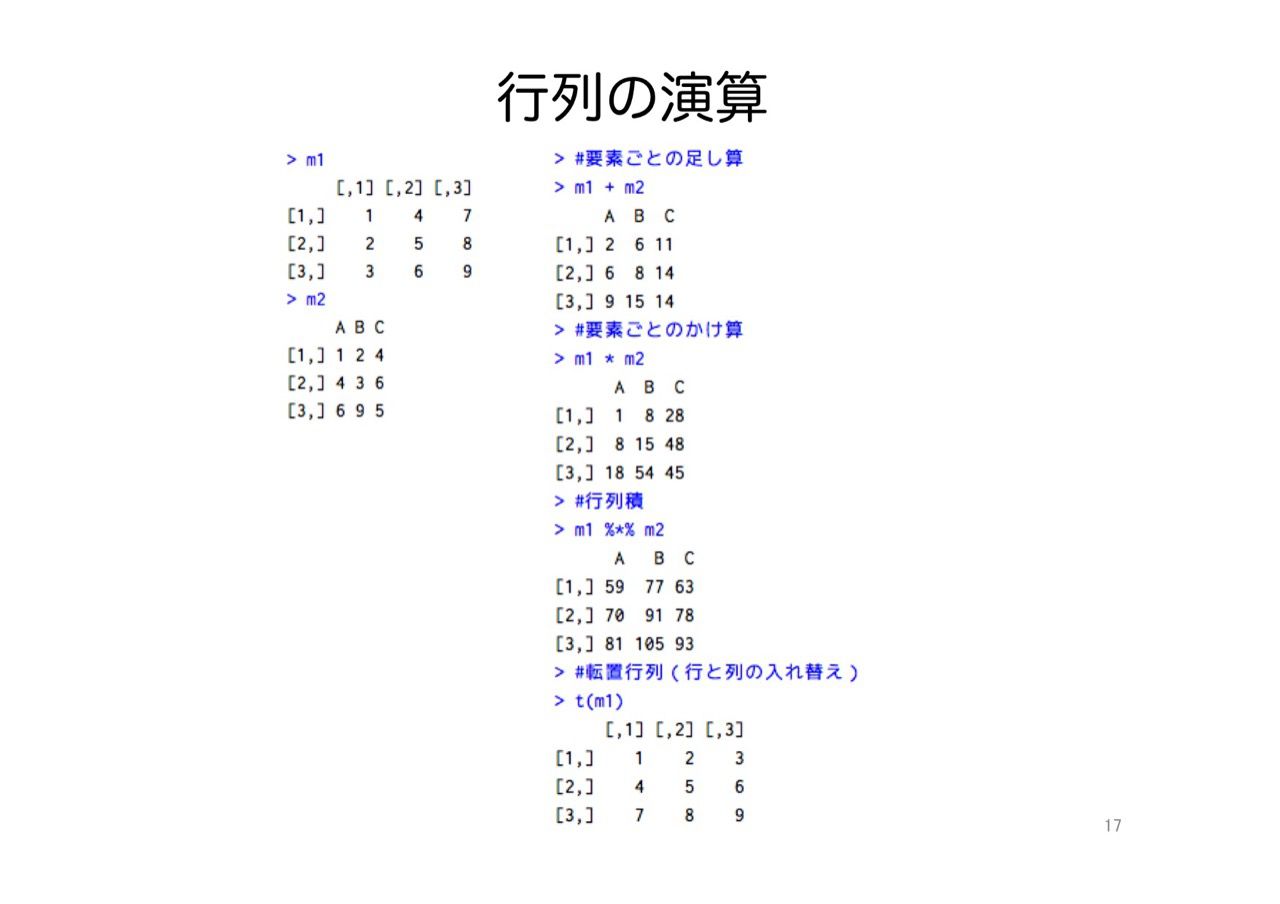 行列の演算
> m1
     [,1] [,2] [,3]
[1,]    1    4    7
[2,]    2    5    8
[3,]    3    6    9
> m2
     A B C
[1,] 1 2 4
[2,] 4 3 6
[3,] 6 9 5
> #要素ごとの足し算
> m1 + m2
     A  B  C
[1,] 2  6 11
[2,] 6  8 14
[3,] 9 15 14
> #要素ごとのかけ算
> m1 * m2
      A  B  C
[1,]  1  8 28
[2,]  8 15 48
[3,] 18 54 45
> #行列積
> m1 %*% m2
      A   B  C
[1,] 59  77 63
[2,] 70  91 78
[3,] 81 105 93
> #転置行列(行と列の入れ替え)
> t(m1)
     [,1] [,2] [,3]
[1,]    1    2    3
[2,]    4    5    6
[3,]    7    8    9
17